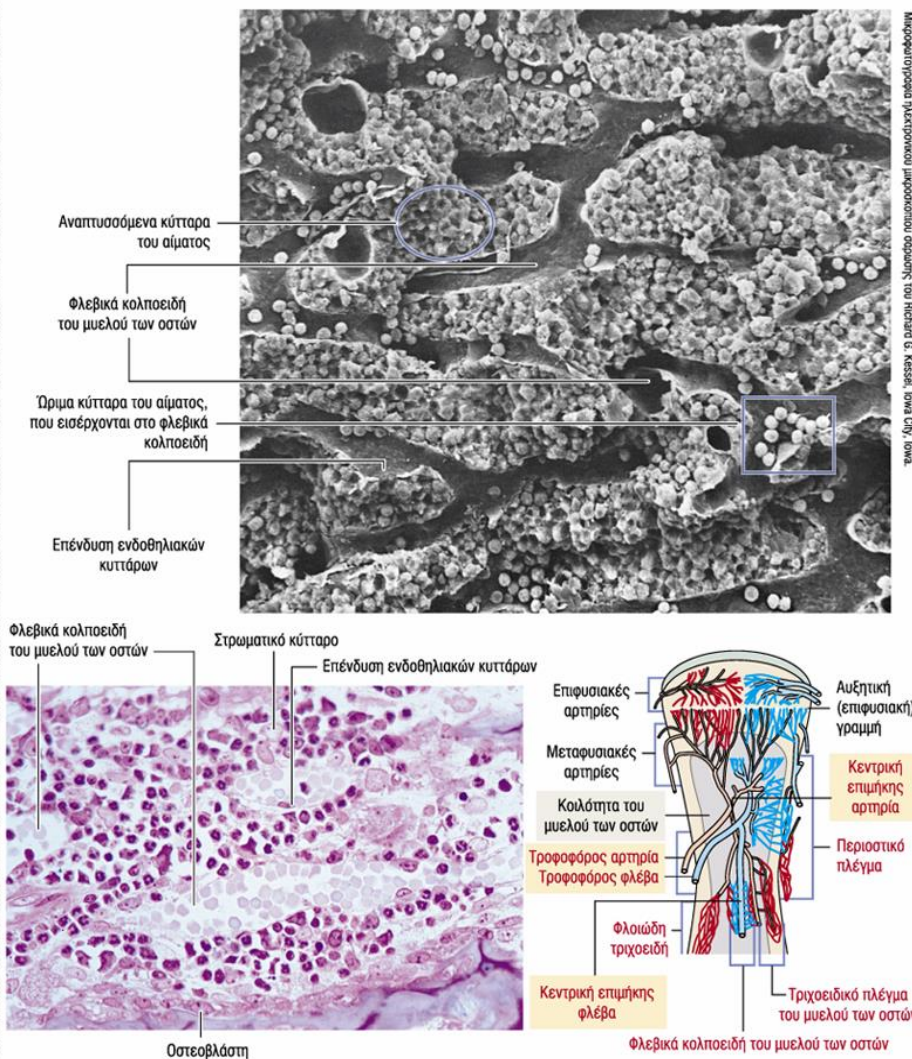 Μικροφωτογραφία ηλεκτρονικού μικροσκοπίου σάρωσης του Richard G. Kessel, Iowa City, Iowa.
Αναπτυσσόμενα κύτταρα
του αίματος
Φλεβικά κολποειδή
του μυελού των οστών
Ώριμα κύτταρα του αίματος,
που εισέρχονται στο φλεβικά
κολποειδή
Επένδυση ενδοθηλιακών
κυττάρων
Φλεβικά κολποειδή
του μυελού των οστών
Στρωματικό κύτταρο
Επένδυση ενδοθηλιακών κυττάρων
Οστεοβλάστη
Επιφυσιακές
αρτηρίες
Μεταφυσιακές
αρτηρίες
Κοιλότητα του
μυελού των οστών
Τροφοφόρος αρτηρία
Τροφοφόρος φλέβα
Φλοιώδη
τριχοειδή
Κεντρική επιμήκης
φλέβα
Αυξητική
(επιφυσιακή)
γραμμή
Κεντρική
επιμήκης
αρτηρία
Περιοστικό
πλέγμα
Τριχοειδικό πλέγμα
του μυελού των οστών
Φλεβικά κολποειδή του μυελού των οστών